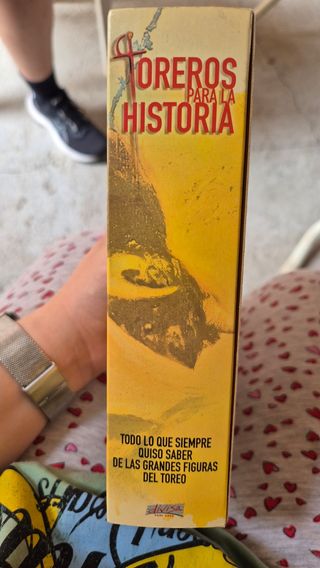 TOREROS
PARA LA
HISTORIA
TODO LO QUE SIEMPRE
QUISO SABER
DE LAS GRANDES FIGURAS
DEL TOREO